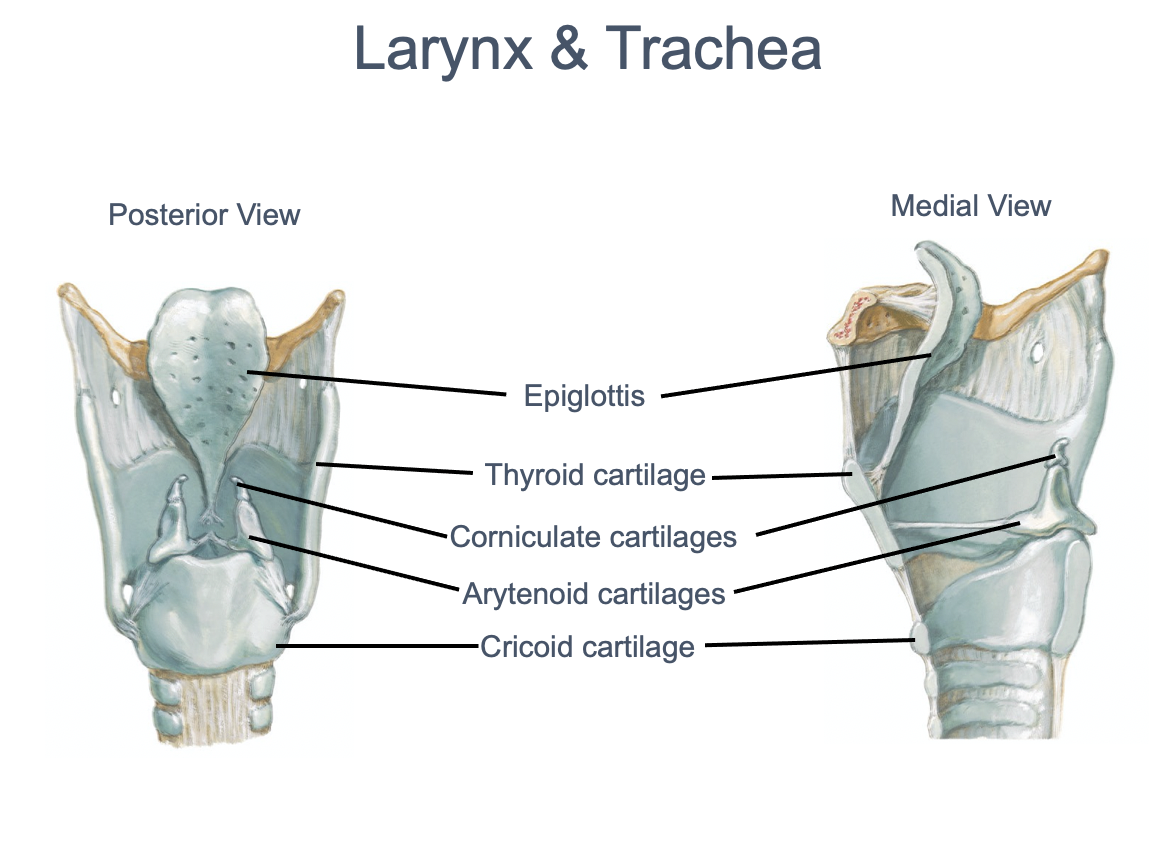 Larynx & Trachea
Posterior View
Medial View
Epiglottis
Thyroid cartilage
Corniculate cartilages
Arytenoid cartilages
Cricoid cartilage